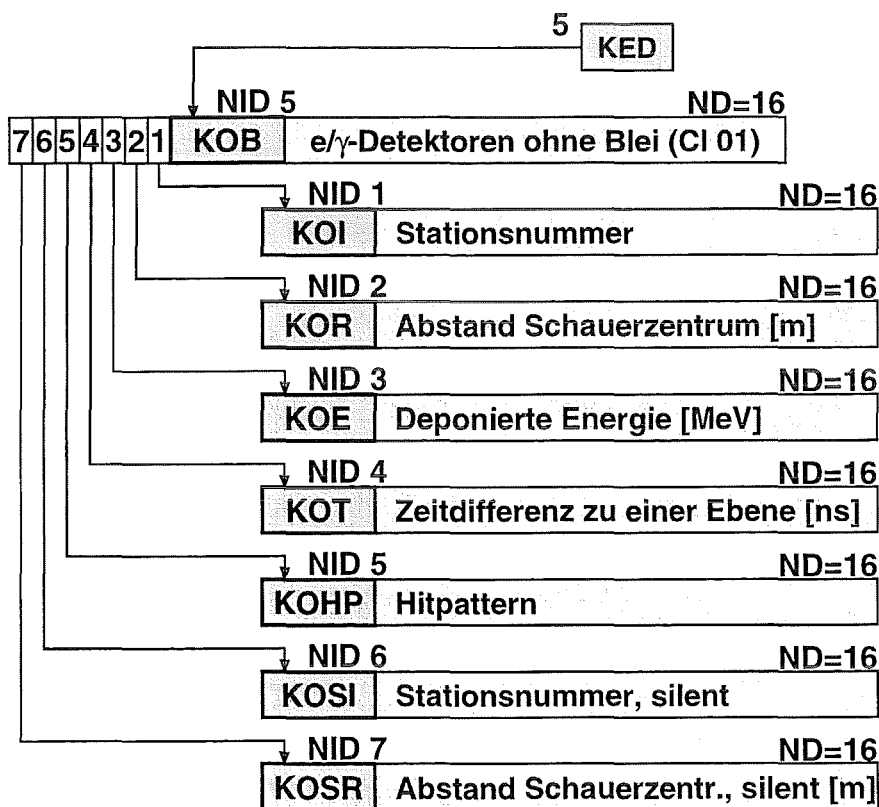 5 KED
NID 5 ND=16
7 6 5 4 3 2 1 KOB e/γ-Detektoren ohne Blei (Cl 01)
NID 1 ND=16
KOI Stationsnummer
NID 2 ND=16
KOR Abstand Schauerzentrum [m]
NID 3 ND=16
KOE Deponierte Energie [MeV]
NID 4 ND=16
KOT Zeitdifferenz zu einer Ebene [ns]
NID 5 ND=16
KOHP Hitpattern
NID 6 ND=16
KOSI Stationsnummer, silent
NID 7 ND=16
KOSR Abstand Schauerzentr., silent [m]